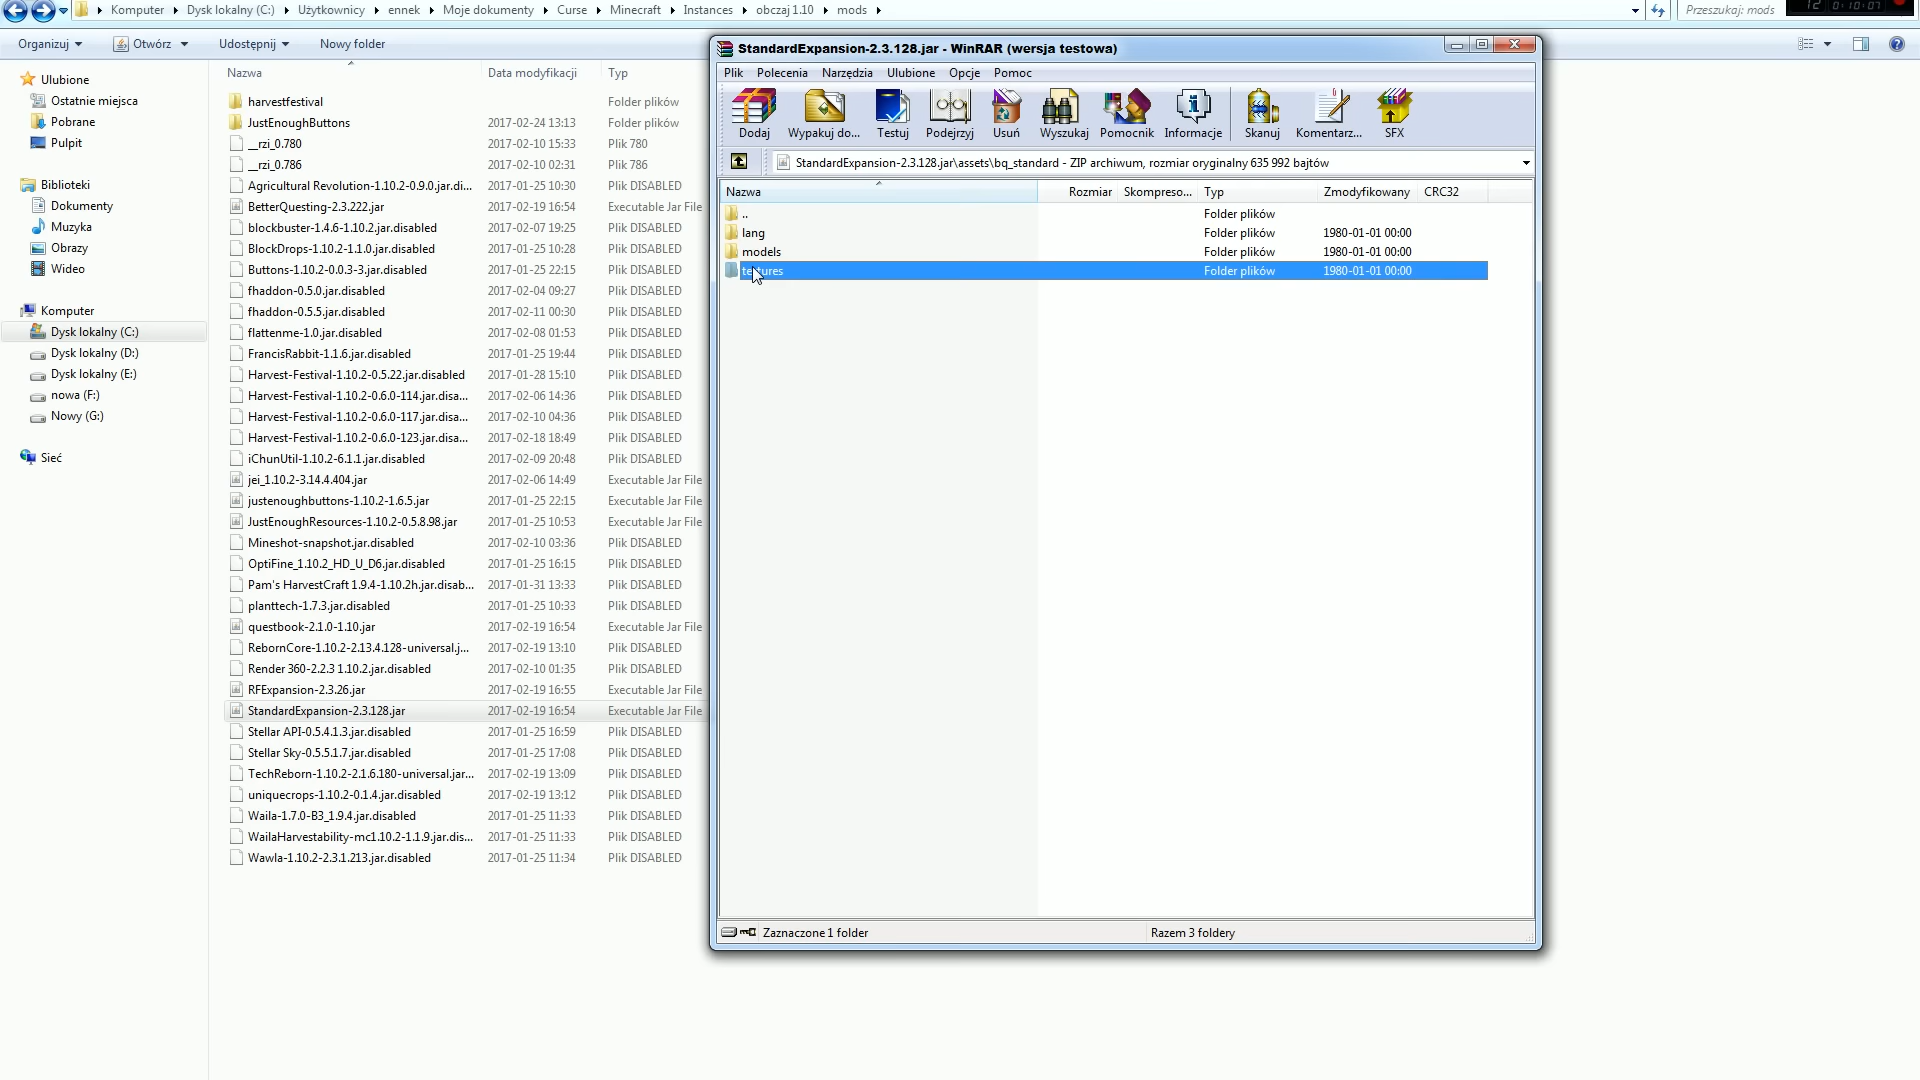 Komputer Dysk lokalny (C:) Użytkownicy ennek Moje dokumenty Curse Minecraft Instances obczaj 1.10 mods
Przeszukaj: mods
Organizuj Otwórz Udostępnij Nowy folder
Ulubione
Ostatnie miejsca
Pobrane
Pulpit
Biblioteki
Dokumenty
Muzyka
Obrazy
Wideo
Komputer
Dysk lokalny (C:)
Dysk lokalny (D:)
Dysk lokalny (E:)
nowa (F:)
Nowy (G:)
Sieć
Nazwa Data modyfikacji Typ
harvestfestival Folder plików
JustEnoughButtons 2017-02-24 13:13 Folder plików
__rzi_0.780 2017-02-10 15:33 Plik 780
__rzi_0.786 2017-02-10 02:31 Plik 786
Agricultural Revolution-1.10.2-0.9.0.jar.di... 2017-01-25 10:30 Plik DISABLED
BetterQuesting-2.3.222.jar 2017-02-19 16:54 Executable Jar File
blockbuster-1.4.6-1.10.2.jar.disabled 2017-02-07 19:25 Plik DISABLED
BlockDrops-1.10.2-1.1.0.jar.disabled 2017-01-25 10:28 Plik DISABLED
Buttons-1.10.2-0.0.3-3.jar.disabled 2017-01-25 22:15 Plik DISABLED
fhaddon-0.5.0.jar.disabled 2017-02-04 09:27 Plik DISABLED
fhaddon-0.5.5.jar.disabled 2017-02-11 00:30 Plik DISABLED
flattenme-1.0.jar.disabled 2017-02-08 01:53 Plik DISABLED
FrancisRabbit-1.1.6.jar.disabled 2017-01-25 19:44 Plik DISABLED
Harvest-Festival-1.10.2-0.5.22.jar.disabled 2017-01-28 15:10 Plik DISABLED
Harvest-Festival-1.10.2-0.6.0-114.jar.disa... 2017-02-06 14:36 Plik DISABLED
Harvest-Festival-1.10.2-0.6.0-117.jar.disa... 2017-02-10 04:36 Plik DISABLED
Harvest-Festival-1.10.2-0.6.0-123.jar.disa... 2017-02-18 18:49 Plik DISABLED
iChunUtil-1.10.2-6.1.1.jar.disabled 2017-02-09 20:48 Plik DISABLED
jei_1.10.2-3.14.4.404.jar 2017-02-06 14:49 Executable Jar File
justenoughbuttons-1.10.2-1.6.5.jar 2017-01-25 22:15 Executable Jar File
JustEnoughResources-1.10.2-0.5.8.98.jar 2017-01-25 10:53 Executable Jar File
Mineshot-snapshot.jar.disabled 2017-02-10 03:36 Plik DISABLED
OptiFine_1.10.2_HD_U_D6.jar.disabled 2017-01-25 16:15 Plik DISABLED
Pam's HarvestCraft 1.9.4-1.10.2h.jar.disab... 2017-01-31 13:33 Plik DISABLED
planttech-1.7.3.jar.disabled 2017-01-25 10:33 Plik DISABLED
questbook-2.1.0-1.10.jar 2017-02-19 16:54 Executable Jar File
RebornCore-1.10.2-2.13.4.128-universal.j... 2017-02-19 13:10 Plik DISABLED
Render 360-2.2.3 1.10.2.jar.disabled 2017-02-10 01:35 Plik DISABLED
RFExpansion-2.3.26.jar 2017-02-19 16:55 Executable Jar File
StandardExpansion-2.3.128.jar 2017-02-19 16:54 Executable Jar File
Stellar API-0.5.4.1.3.jar.disabled 2017-01-25 16:59 Plik DISABLED
Stellar Sky-0.5.5.1.7.jar.disabled 2017-01-25 17:08 Plik DISABLED
TechReborn-1.10.2-2.1.6.180-universal.jar... 2017-02-19 13:09 Plik DISABLED
uniquecrops-1.10.2-0.1.4.jar.disabled 2017-02-19 13:12 Plik DISABLED
Waila-1.7.0-B3_1.9.4.jar.disabled 2017-01-25 11:33 Plik DISABLED
WailaHarvestability-mc1.10.2-1.1.9.jar.dis... 2017-01-25 11:33 Plik DISABLED
Wawla-1.10.2-2.3.1.213.jar.disabled 2017-01-25 11:34 Plik DISABLED
StandardExpansion-2.3.128.jar - WinRAR (wersja testowa)
Plik Polecenia Narzędzia Ulubione Opcje Pomoc
Dodaj Wypakuj do... Testuj Podejrzyj Usuń Wyszukaj Pomocnik Informacje Skanuj Komentarz... SFX
StandardExpansion-2.3.128.jar\assets\bq_standard - ZIP archiwum, rozmiar oryginalny 635 992 bajtów
Nazwa Rozmiar Skompreso... Typ Zmodyfikowany CRC32
.. Folder plików
lang Folder plików 1980-01-01 00:00
models Folder plików 1980-01-01 00:00
textures Folder plików 1980-01-01 00:00
Zaznaczone 1 folder Razem 3 foldery